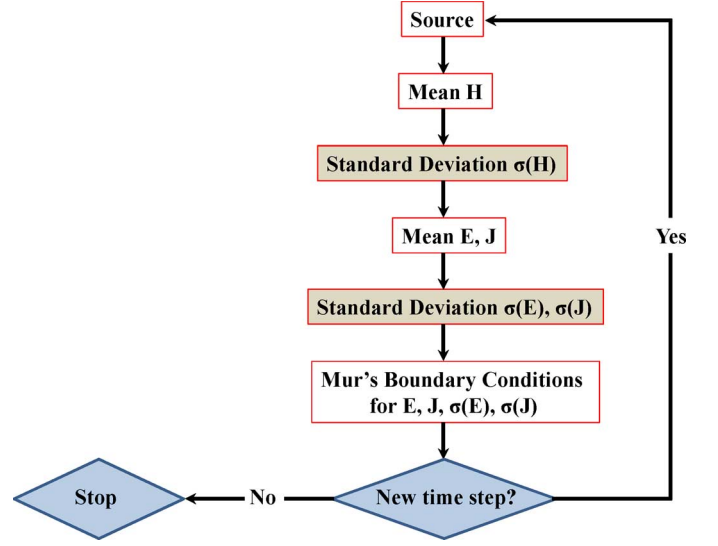 Source
Mean H
Standard Deviation σ(H)
Mean E, J
Yes
Standard Deviation σ(E), σ(J)
Mur's Boundary Conditions
for E, J, σ(E), σ(J)
Stop
No
New time step?